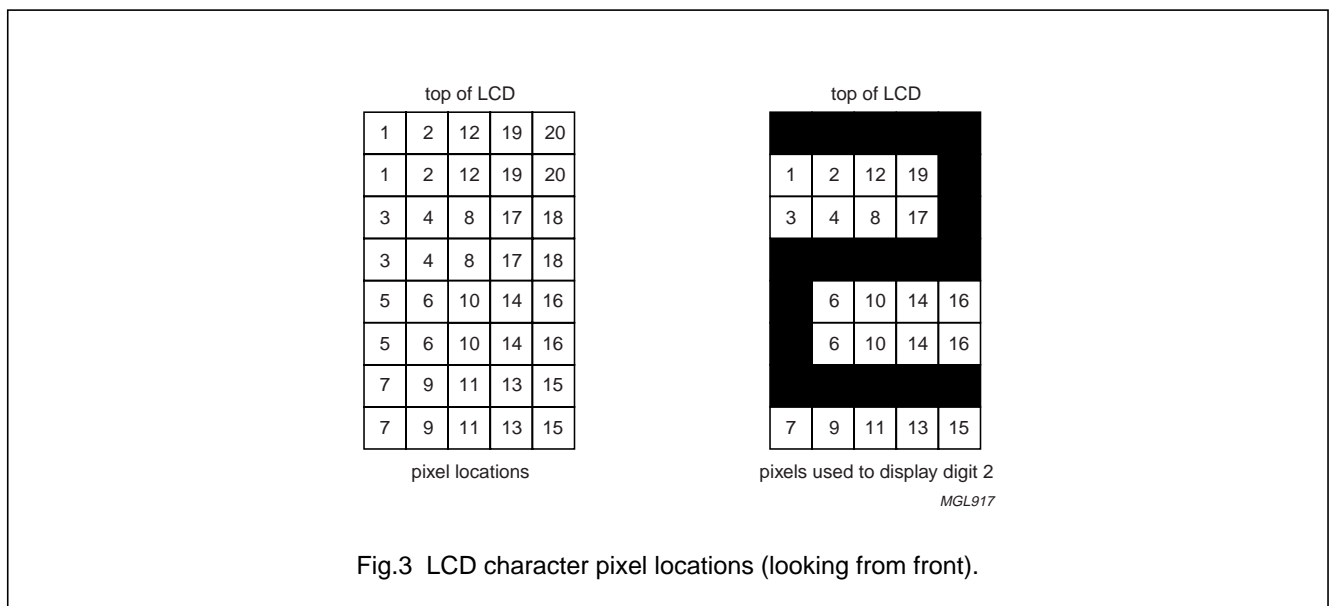 top of LCD
1 2 12 19 20
1 2 12 19 20
3 4 8 17 18
3 4 8 17 18
5 6 10 14 16
5 6 10 14 16
7 9 11 13 15
7 9 11 13 15
pixel locations
top of LCD
1 2 12 19
3 4 8 17
6 10 14 16
6 10 14 16
7 9 11 13 15
pixels used to display digit 2
MGL917
Fig.3 LCD character pixel locations (looking from front).